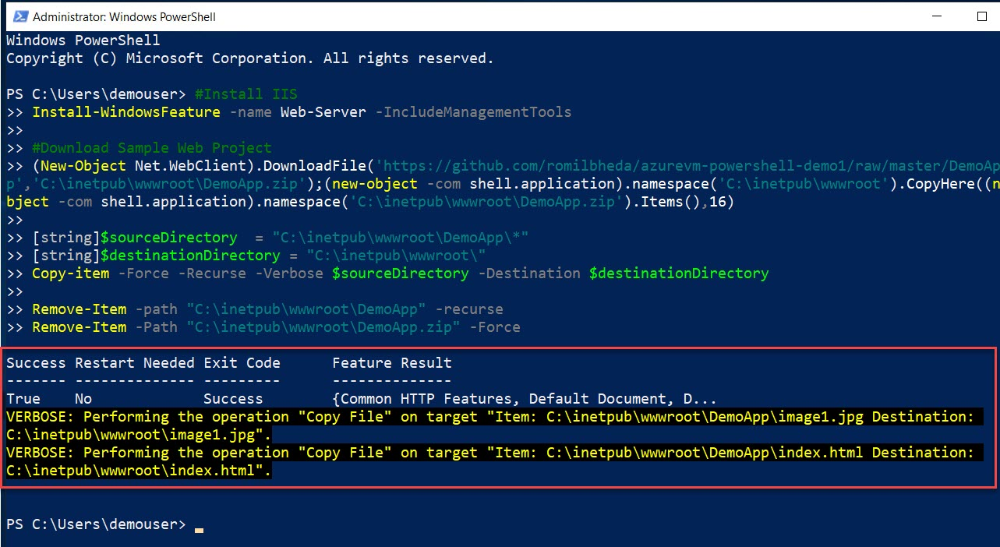 Administrator: Windows PowerShell
Windows PowerShell
Copyright (C) Microsoft Corporation. All rights reserved.
PS C:\Users\demouser> #Install IIS
>> Install-WindowsFeature -name Web-Server -IncludeManagementTools
>>
>> #Download Sample Web Project
>> (New-Object Net.WebClient).DownloadFile('https://github.com/romilbheda/azurevm-powershell-demo1/raw/master/DemoAp
p','C:\inetpub\wwwroot\DemoApp.zip');(new-object -com shell.application).namespace('C:\inetpub\wwwroot').CopyHere((n
bject -com shell.application).namespace('C:\inetpub\wwwroot\DemoApp.zip').Items(),16)
>>
>> [string]$sourceDirectory  = "C:\inetpub\wwwroot\DemoApp\*"
>> [string]$destinationDirectory = "C:\inetpub\wwwroot\"
>> Copy-item -Force -Recurse -Verbose $sourceDirectory -Destination $destinationDirectory
>>
>> Remove-Item -path "C:\inetpub\wwwroot\DemoApp" -recurse
>> Remove-Item -Path "C:\inetpub\wwwroot\DemoApp.zip" -Force
Success Restart Needed Exit Code      Feature Result
------- -------------- ---------      --------------
True    No             Success        {Common HTTP Features, Default Document, D...
VERBOSE: Performing the operation "Copy File" on target "Item: C:\inetpub\wwwroot\DemoApp\image1.jpg Destination:
C:\inetpub\wwwroot\image1.jpg".
VERBOSE: Performing the operation "Copy File" on target "Item: C:\inetpub\wwwroot\DemoApp\index.html Destination:
C:\inetpub\wwwroot\index.html".
PS C:\Users\demouser>